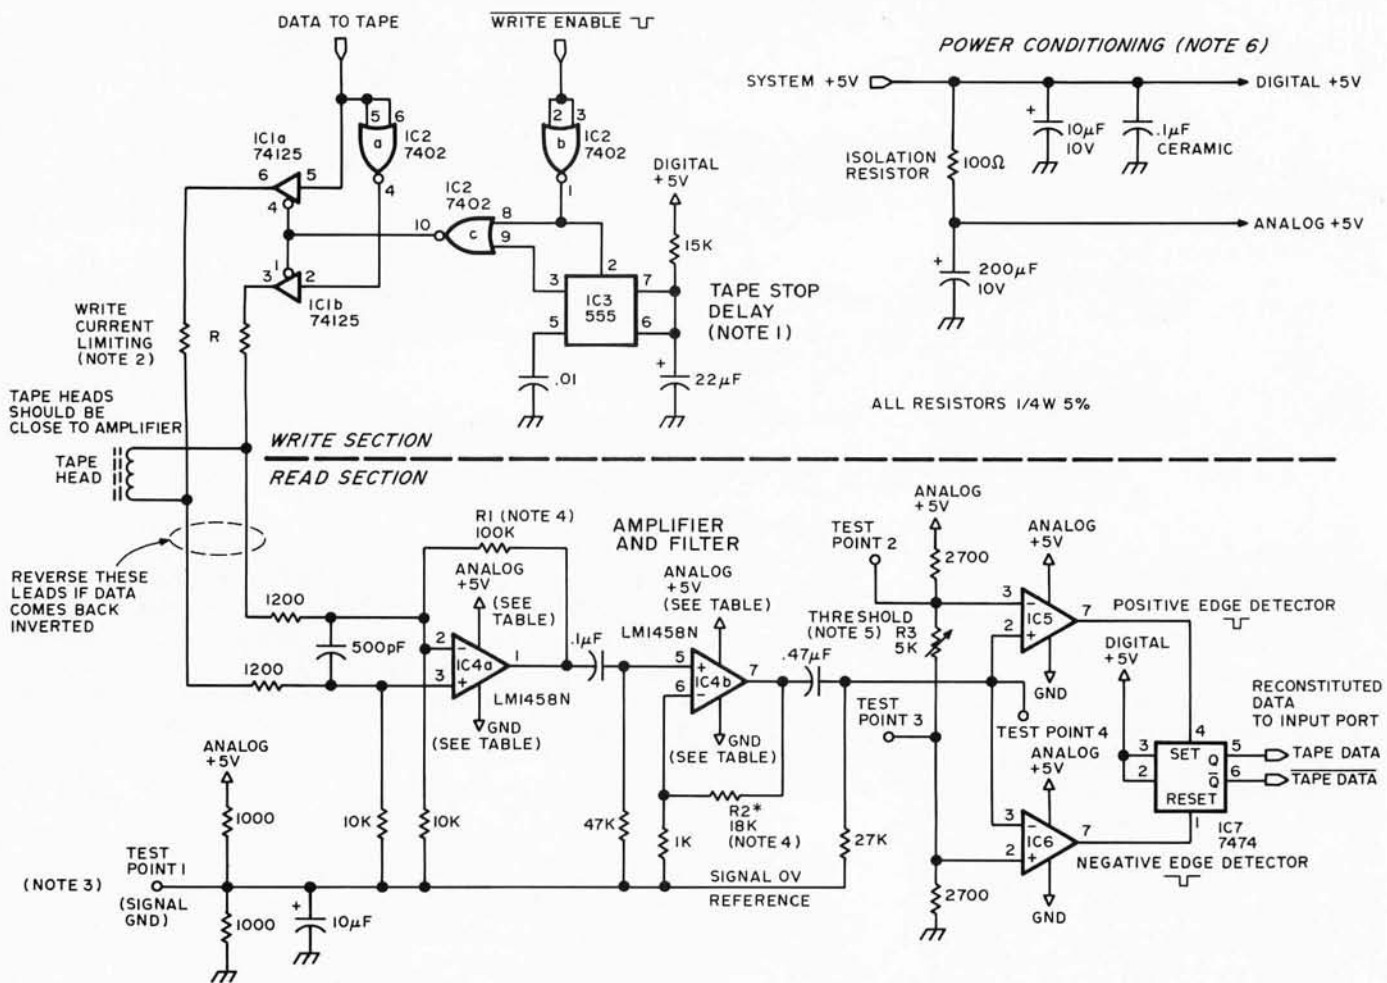 DATA TO TAPE
WRITE ENABLE
POWER CONDITIONING (NOTE 6)
SYSTEM +5V
DIGITAL +5V
10µF
10V
.1µF
CERAMIC
ISOLATION
RESISTOR
100Ω
ANALOG +5V
200µF
10V
5 6
a
IC2
7402
4
2 3
b
IC2
7402
1
IC1a
74125
6 5
4
IC2
7402
10 c 8
9
DIGITAL
+5V
15K
2
3 IC3 7
555
5 6
TAPE STOP
DELAY
(NOTE 1)
1
3 2
IC1b
74125
WRITE
CURRENT
LIMITING
(NOTE 2)
R
.01
22µF
ALL RESISTORS 1/4W 5%
TAPE HEADS
SHOULD BE
CLOSE TO AMPLIFIER
TAPE
HEAD
WRITE SECTION
READ SECTION
REVERSE THESE
LEADS IF DATA
COMES BACK
INVERTED
R1 (NOTE 4)
100K
AMPLIFIER
AND FILTER
ANALOG
+5V
(SEE
TABLE)
1200
500pF
1200
2 -
IC4a 1
3 +
LM1458N
GND
(SEE TABLE)
.1µF
ANALOG
+5V
(SEE TABLE)
LM1458N
5 +
IC4b 7
6 -
GND
(SEE TABLE)
.47µF
R2*
18K
(NOTE 4)
10K
10K
47K
1K
27K
ANALOG
+5V
1000
TEST
POINT 1
(NOTE 3)
(SIGNAL
GND)
1000
10µF
SIGNAL 0V
REFERENCE
TEST
POINT 2
ANALOG
+5V
2700
THRESHOLD
(NOTE 5) R3
5K
TEST
POINT 3
2700
ANALOG
+5V
3 -
IC5 7
2 +
GND
POSITIVE EDGE DETECTOR
TEST POINT 4
ANALOG
+5V
3 -
IC6 7
2 +
GND
NEGATIVE EDGE DETECTOR
DIGITAL
+5V
4
3 SET Q 5
2 Q 6
RESET
1
IC7
7474
RECONSTITUTED
DATA
TO INPUT PORT
TAPE DATA
TAPE DATA